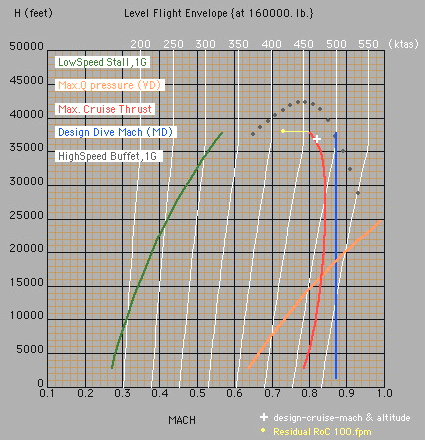 H (feet) Level Flight Envelope {at 160000. lb.}
200 250 300 350 400 450 500 550 (ktas)
50000
LowSpeed Stall,1G
45000
Max.Q pressure (VD)
Max.Cruise Thrust
40000
Design Dive Mach (MD)
35000
HighSpeed Buffet,1G
30000
25000
20000
15000
10000
5000
0
0.1 0.2 0.3 0.4 0.5 0.6 0.7 0.8 0.9 1.0
MACH
design-cruise-mach & altitude
Residual RoC 100.fpm